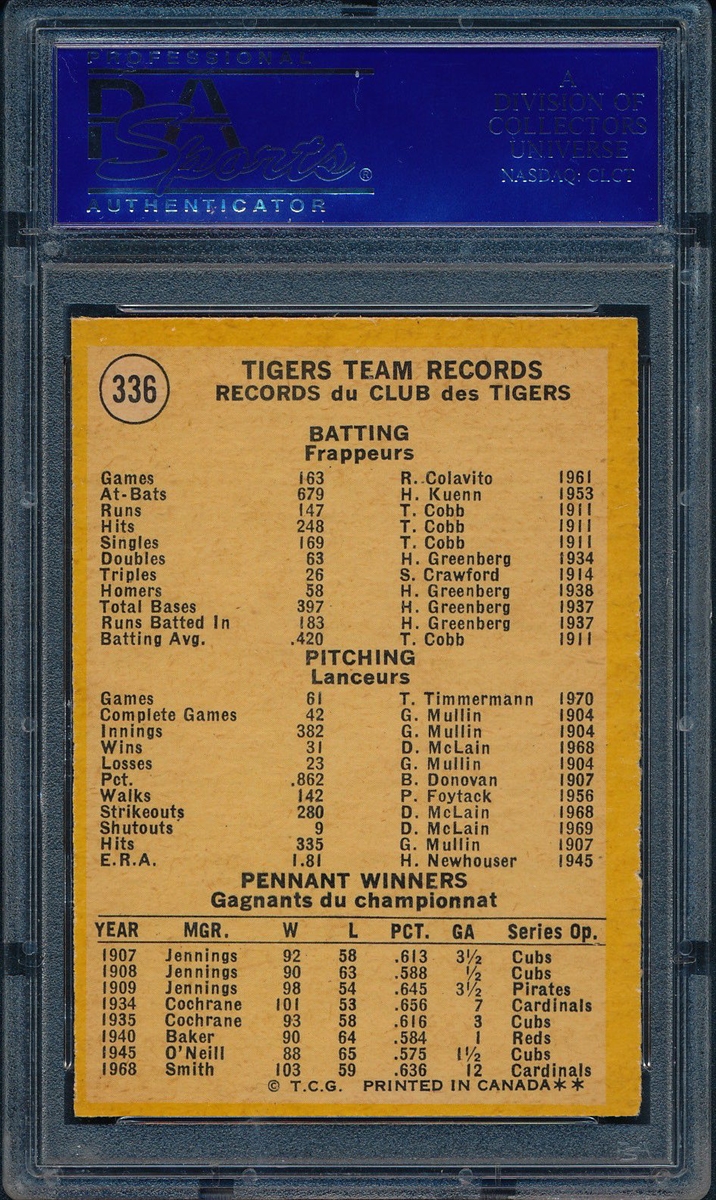 PROFESSIONAL
PSA
Sports®
AUTHENTICATOR
A
DIVISION OF
COLLECTORS
UNIVERSE
NASDAQ: CLCT
336
TIGERS TEAM RECORDS
RECORDS du CLUB des TIGERS
BATTING
Frappeurs
Games 163 R. Colavito 1961
At-Bats 679 H. Kuenn 1953
Runs 147 T. Cobb 1911
Hits 248 T. Cobb 1911
Singles 169 T. Cobb 1911
Doubles 63 H. Greenberg 1934
Triples 26 S. Crawford 1914
Homers 58 H. Greenberg 1938
Total Bases 397 H. Greenberg 1937
Runs Batted In 183 H. Greenberg 1937
Batting Avg. .420 T. Cobb 1911
PITCHING
Lanceurs
Games 61 T. Timmermann 1970
Complete Games 42 G. Mullin 1904
Innings 382 G. Mullin 1904
Wins 31 D. McLain 1968
Losses 23 G. Mullin 1904
Pct. .862 B. Donovan 1907
Walks 142 P. Foytack 1956
Strikeouts 280 D. McLain 1968
Shutouts 9 D. McLain 1969
Hits 335 G. Mullin 1907
E.R.A. 1.81 H. Newhouser 1945
PENNANT WINNERS
Gagnants du championnat
YEAR MGR. W L PCT. GA Series Op.
1907 Jennings 92 58 .613 3½ Cubs
1908 Jennings 90 63 .588 ½ Cubs
1909 Jennings 98 54 .645 3½ Pirates
1934 Cochrane 101 53 .656 7 Cardinals
1935 Cochrane 93 58 .616 3 Cubs
1940 Baker 90 64 .584 1 Reds
1945 O'Neill 88 65 .575 1½ Cubs
1968 Smith 103 59 .636 12 Cardinals
© T.C.G. PRINTED IN CANADA**